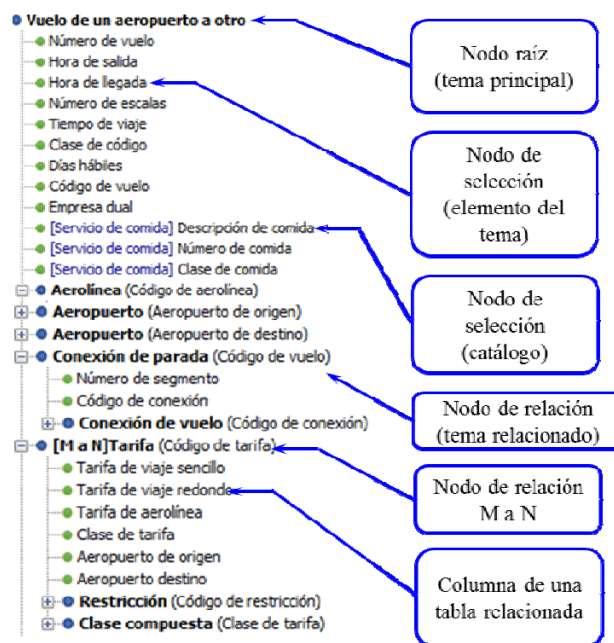 Vuelo de un aeropuerto a otro
Número de vuelo
Hora de salida
Hora de llegada
Número escalas
Tiempo de viaje
Clase de código
Días hábiles
Código de vuelo
Empresa dual
[Servicio de comida] Descripción de comida
[Servicio de comida] Número de comida
[Servicio de comida] Clase de comida
Aerolínea (Código de aerolínea)
Aeropuerto (Aeropuerto de origen)
Aeropuerto (Aeropuerto de destino)
Conexión de parada (Código de vuelo)
Número de segmento
Código de conexión
Conexión de vuelo (Código de conexión)
[M a N]Tarifa (Código de tarifa)
Tarifa de viaje sencillo
Tarifa de viaje redondo
Tarifa de aerolínea
Clase de tarifa
Aeropuerto de origen
Aeropuerto destino
Restricción (Código de restricción)
Clase compuesta (Clase de tarifa)
Nodo raíz
(tema principal)
Nodo de
selección
(elemento del
tema)
Nodo de
selección
(catálogo)
Nodo de relación
(tema relacionado)
Nodo de relación
M a N
Columna de una
tabla relacionada